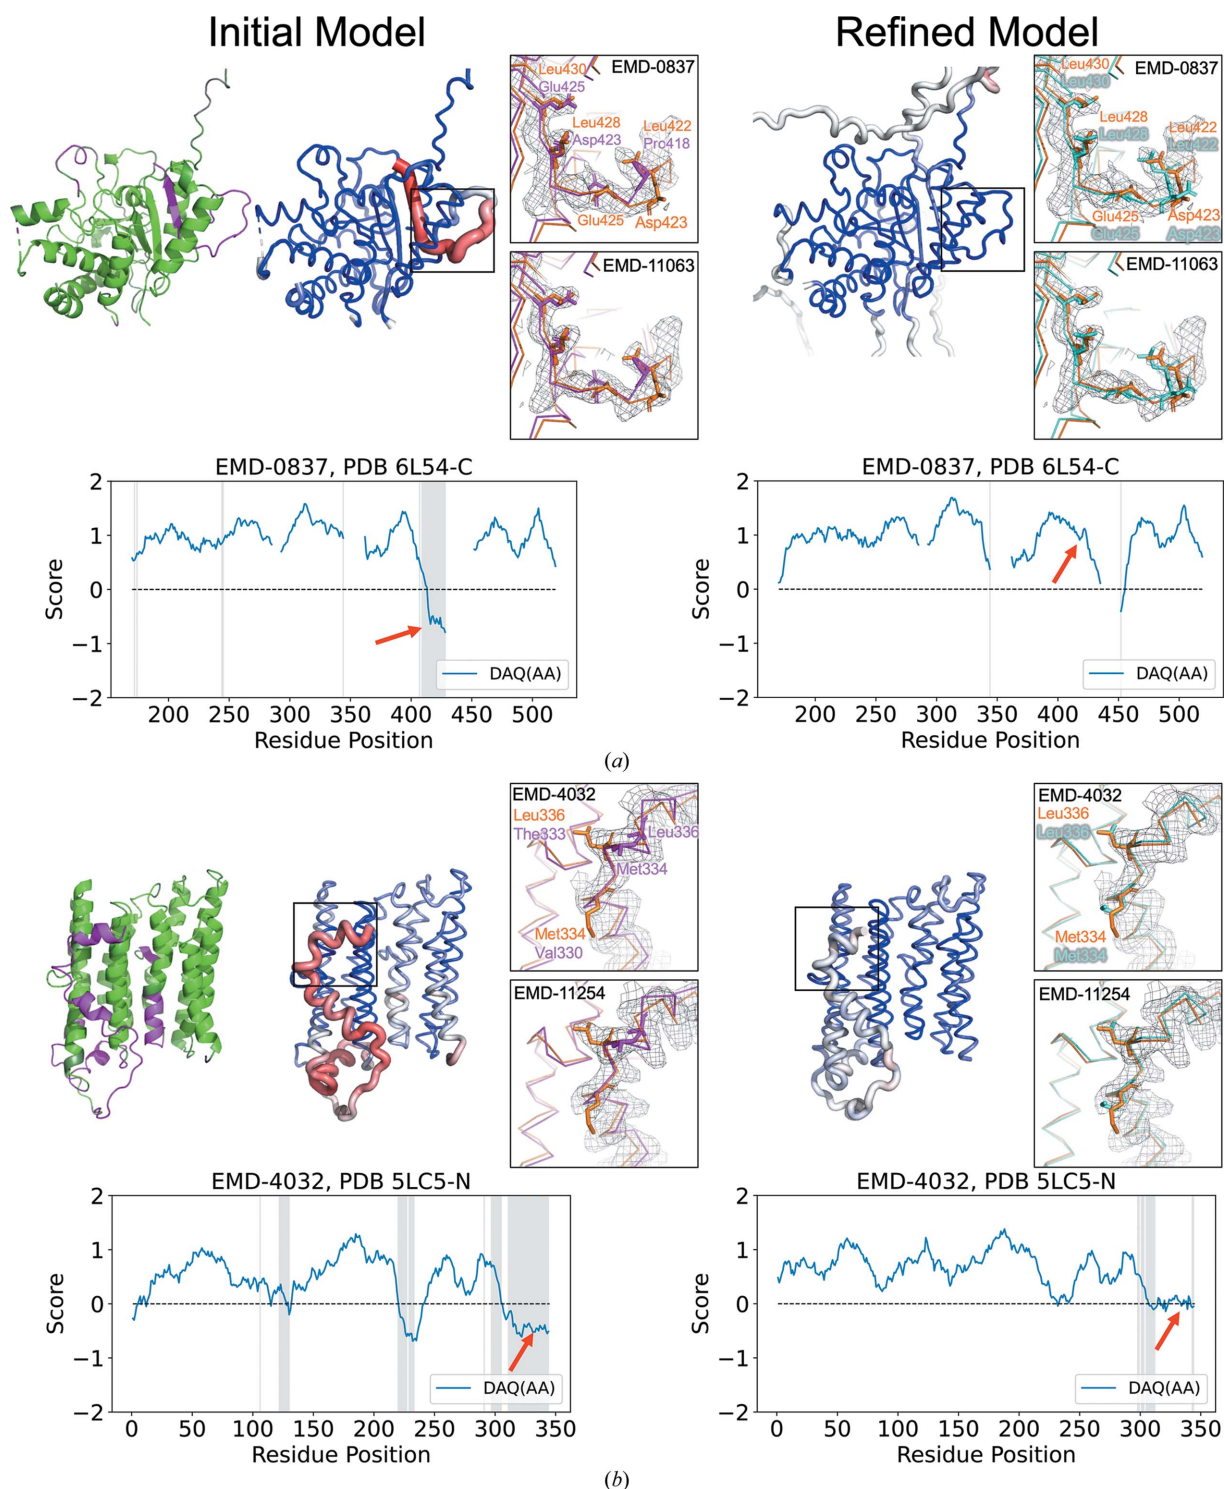 Initial Model
Refined Model
EMD-0837
Leu430
Glu425
Leu428
Asp423
Leu422
Pro418
Glu425
Asp423
EMD-11063
EMD-0837
Leu430
Leu430
Leu428
Leu428
Leu422
Leu422
Glu425
Glu425
Asp423
Asp423
EMD-11063
EMD-0837, PDB 6L54-C
2
1
0
−1
−2
Score
DAQ(AA)
200 250 300 350 400 450 500
Residue Position
EMD-0837, PDB 6L54-C
2
1
0
−1
−2
Score
DAQ(AA)
200 250 300 350 400 450 500
Residue Position
(a)
EMD-4032
Leu336
The333
Leu336
Met334
Met334
Val330
EMD-11254
EMD-4032
Leu336
Leu336
Met334
Met334
EMD-11254
EMD-4032, PDB 5LC5-N
2
1
0
−1
−2
Score
DAQ(AA)
0 50 100 150 200 250 300 350
Residue Position
EMD-4032, PDB 5LC5-N
2
1
0
−1
−2
Score
DAQ(AA)
0 50 100 150 200 250 300 350
Residue Position
(b)